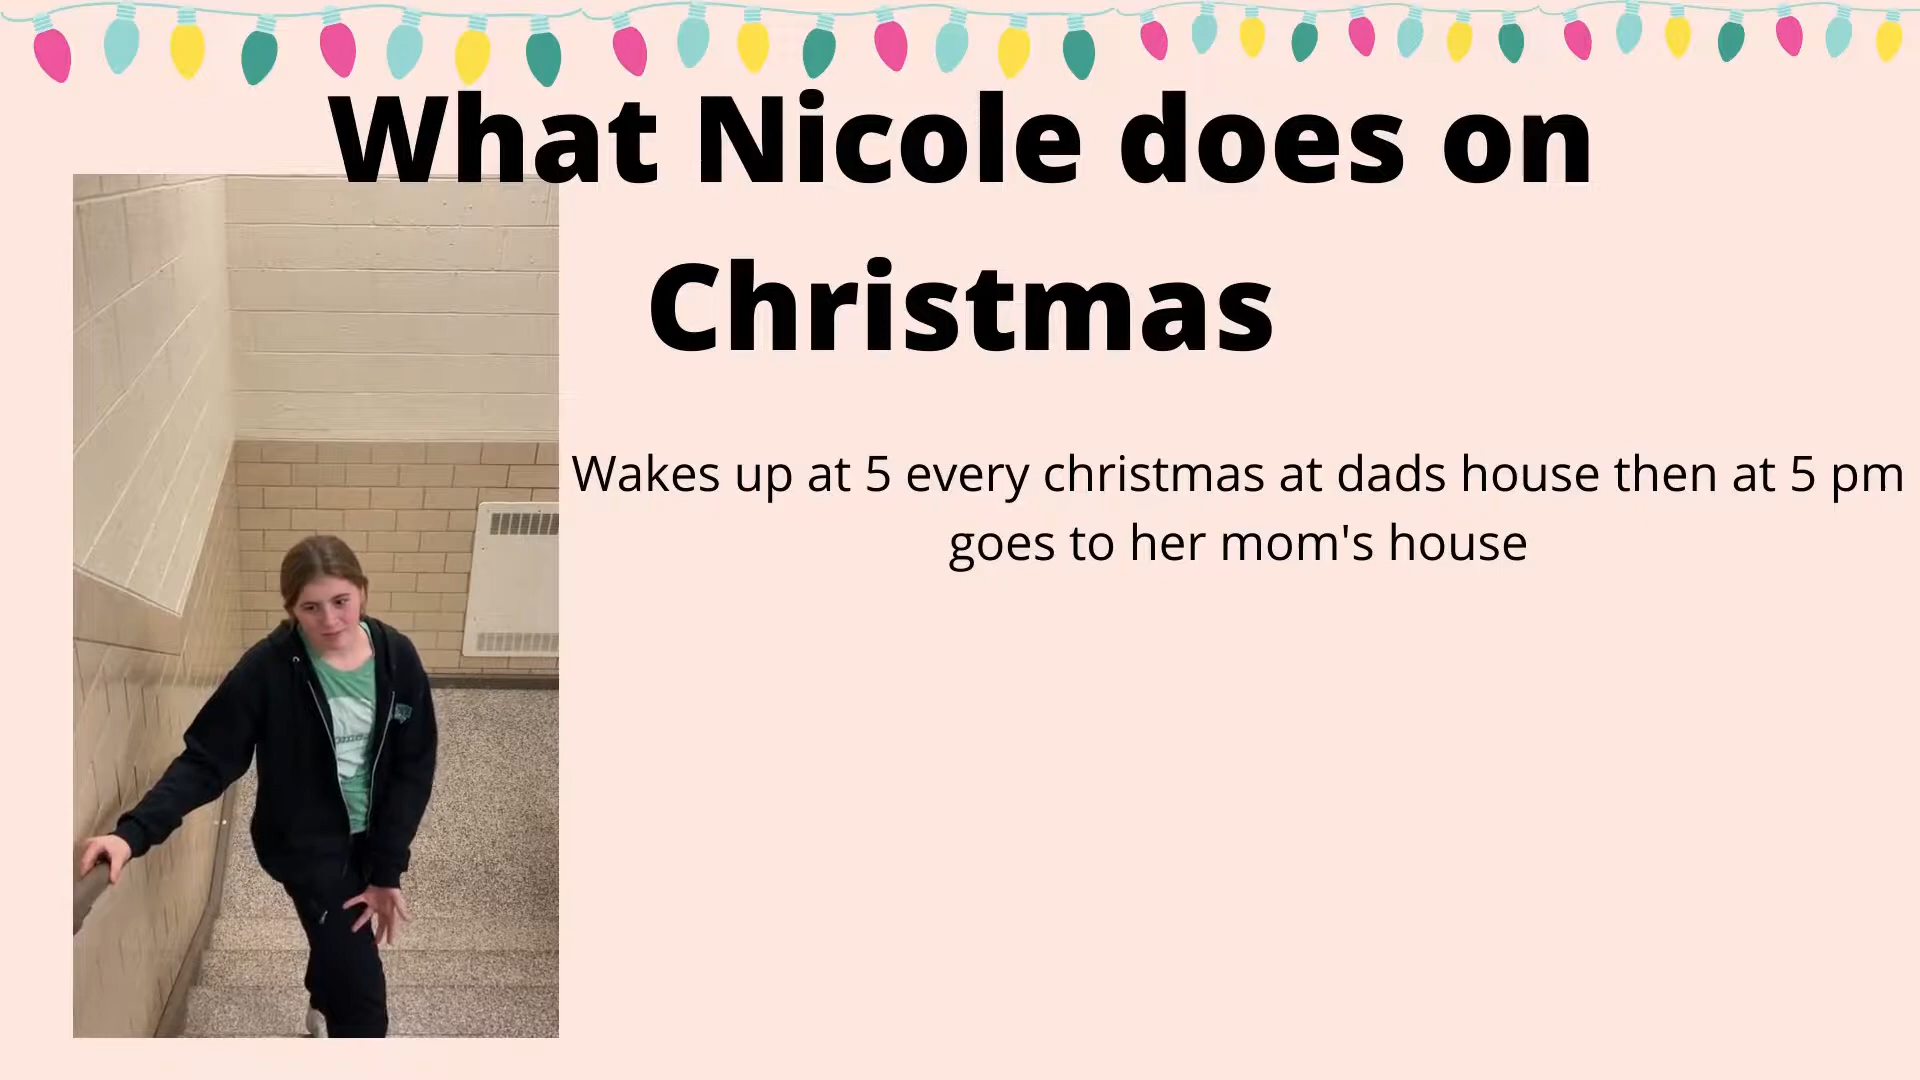 What Nicole does on
Christmas
Wakes up at 5 every christmas at dads house then at 5 pm
goes to her mom's house